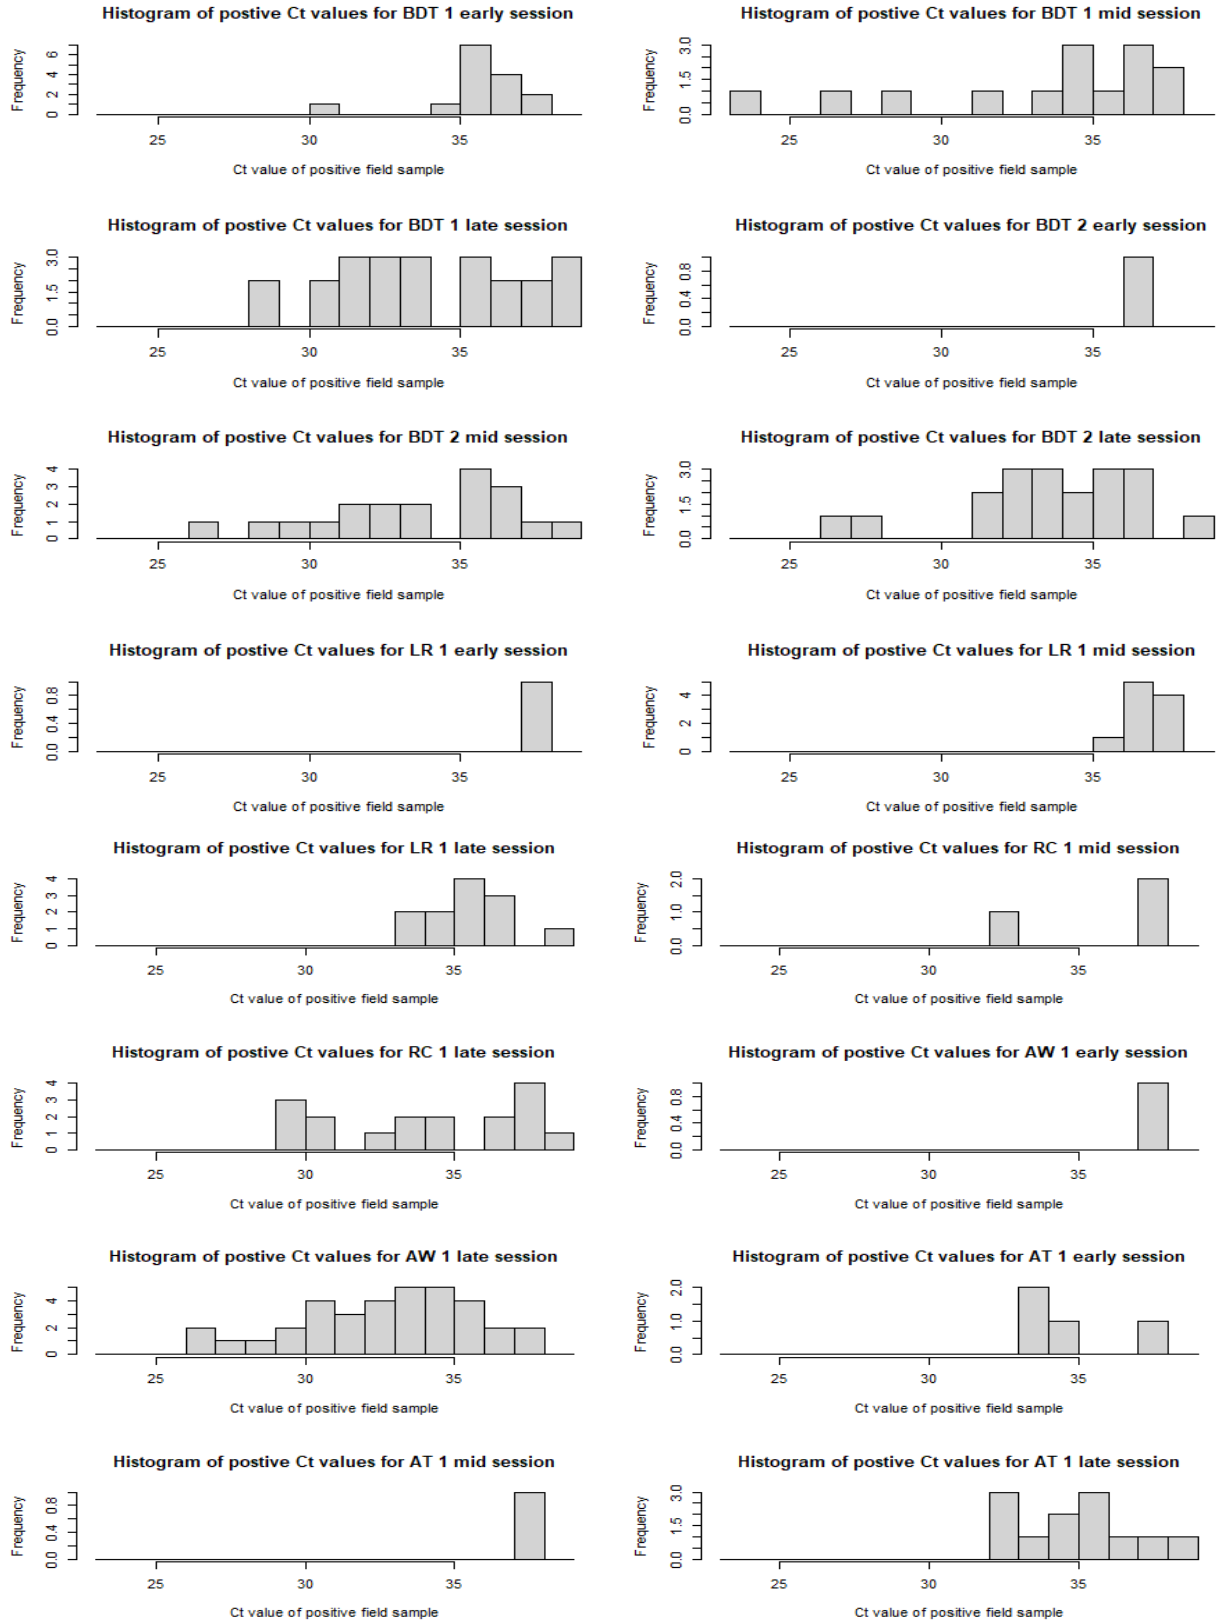 Histogram of postive Ct values for BDT 1 early session
Frequency
0 2 4 6
25 30 35
Ct value of positive field sample
Histogram of postive Ct values for BDT 1 mid session
Frequency
0.0 1.5 3.0
25 30 35
Ct value of positive field sample
Histogram of postive Ct values for BDT 1 late session
Frequency
0.0 1.5 3.0
25 30 35
Ct value of positive field sample
Histogram of postive Ct values for BDT 2 early session
Frequency
0.0 0.4 0.8
25 30 35
Ct value of positive field sample
Histogram of postive Ct values for BDT 2 mid session
Frequency
0 1 2 3 4
25 30 35
Ct value of positive field sample
Histogram of postive Ct values for BDT 2 late session
Frequency
0.0 1.5 3.0
25 30 35
Ct value of positive field sample
Histogram of postive Ct values for LR 1 early session
Frequency
0.0 0.4 0.8
25 30 35
Ct value of positive field sample
Histogram of postive Ct values for LR 1 mid session
Frequency
0 2 4
25 30 35
Ct value of positive field sample
Histogram of postive Ct values for LR 1 late session
Frequency
0 1 2 3 4
25 30 35
Ct value of positive field sample
Histogram of postive Ct values for RC 1 mid session
Frequency
0.0 1.0 2.0
25 30 35
Ct value of positive field sample
Histogram of postive Ct values for RC 1 late session
Frequency
0 1 2 3 4
25 30 35
Ct value of positive field sample
Histogram of postive Ct values for AW 1 early session
Frequency
0.0 0.4 0.8
25 30 35
Ct value of positive field sample
Histogram of postive Ct values for AW 1 late session
Frequency
0 2 4
25 30 35
Ct value of positive field sample
Histogram of postive Ct values for AT 1 early session
Frequency
0.0 1.0 2.0
25 30 35
Ct value of positive field sample
Histogram of postive Ct values for AT 1 mid session
Frequency
0.0 0.4 0.8
25 30 35
Ct value of positive field sample
Histogram of postive Ct values for AT 1 late session
Frequency
0.0 1.5 3.0
25 30 35
Ct value of positive field sample